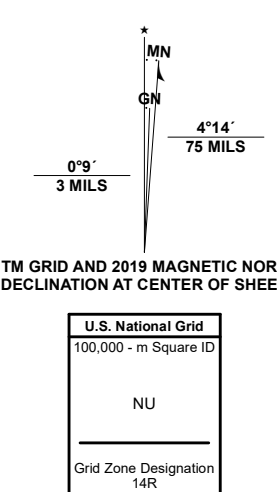 ★
MN
GN
4°14´
75 MILS
0°9´
3 MILS
TM GRID AND 2019 MAGNETIC NOR
DECLINATION AT CENTER OF SHEE
U.S. National Grid
100,000 - m Square ID
NU
Grid Zone Designation
14R